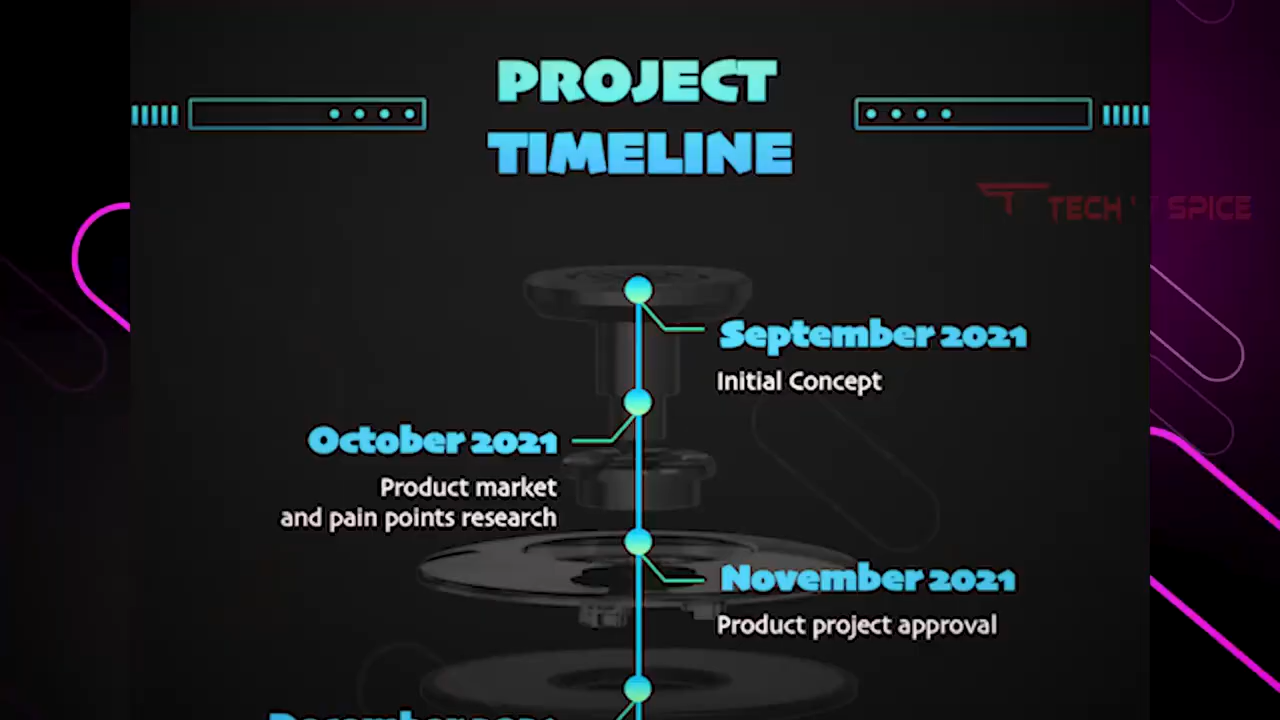 PROJECT
TIMELINE
TECH
SPICE
September 2021
Initial Concept
October 2021
Product market
and pain points research
November 2021
Product project approval